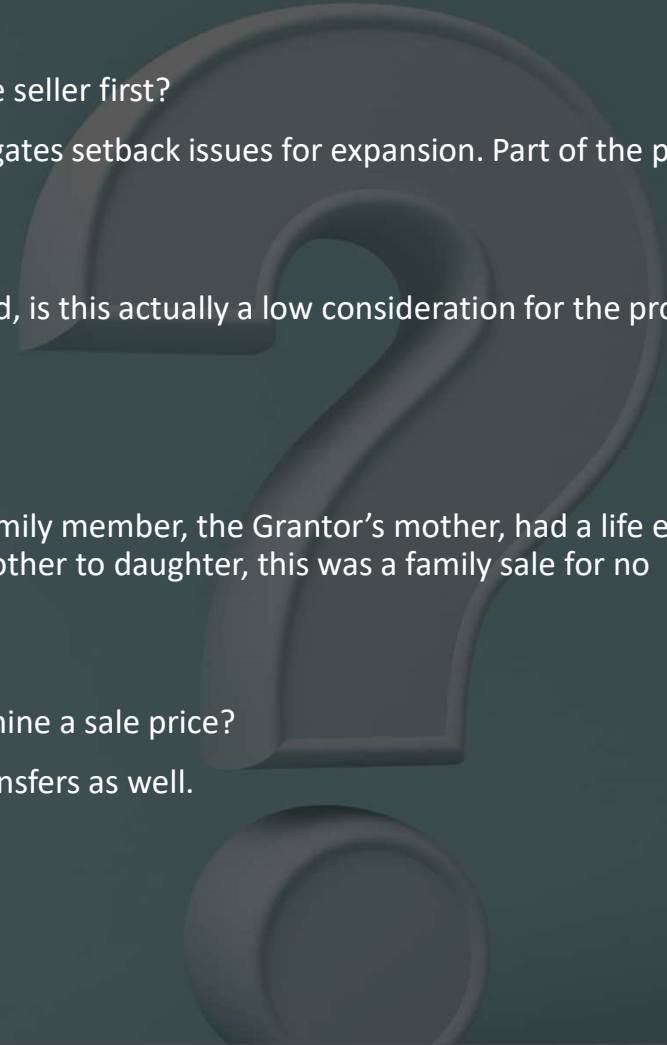 seller first?
gates setback issues for expansion. Part of the p
d, is this actually a low consideration for the pro
mily member, the Grantor’s mother, had a life e
other to daughter, this was a family sale for no
nine a sale price?
nsfers as well.